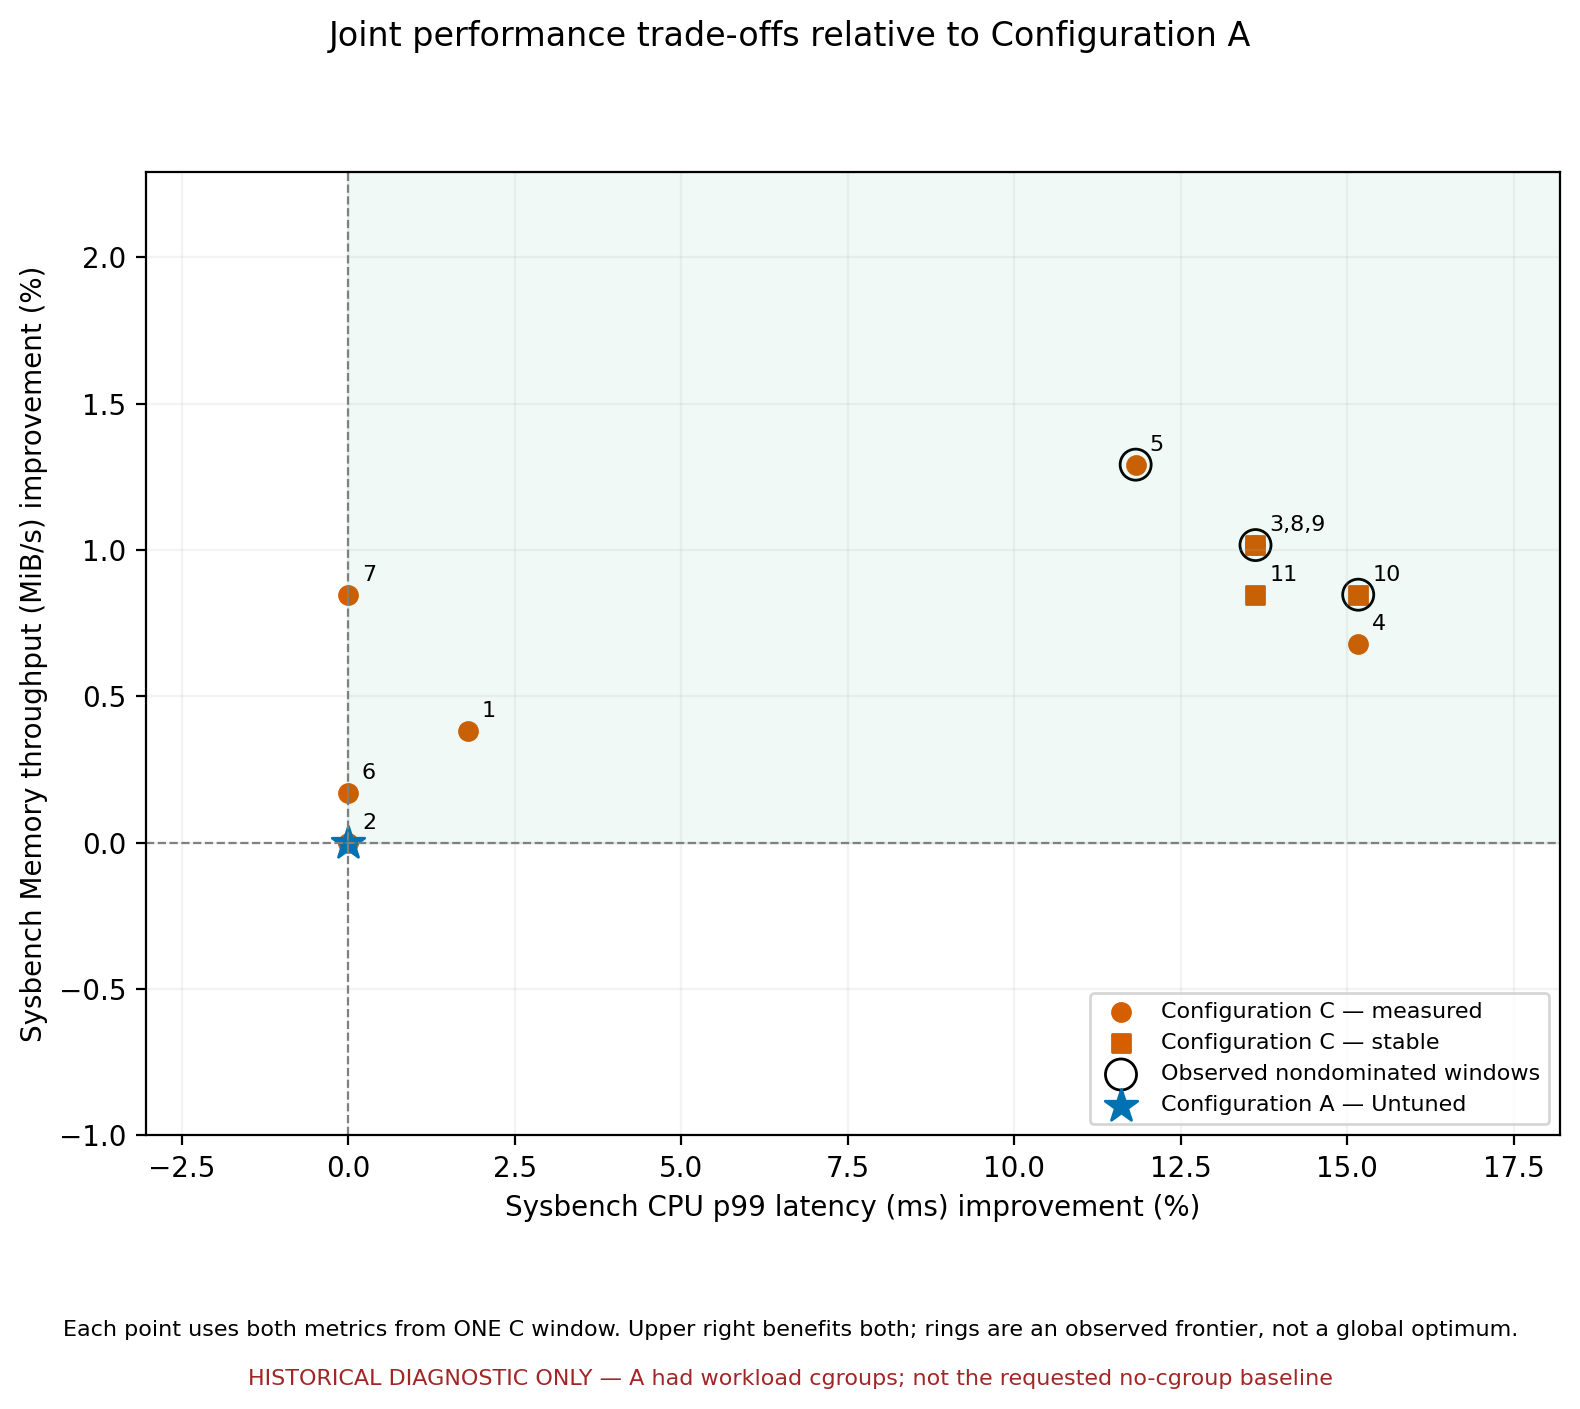 Joint performance trade-offs relative to Configuration A
Sysbench Memory throughput (MiB/s) improvement (%)
2.0
1.5
1.0
0.5
0.0
−0.5
−1.0
5
3,8,9
7
11
10
4
1
6
2
Configuration C — measured
Configuration C — stable
Observed nondominated windows
Configuration A — Untuned
−2.5
0.0
2.5
5.0
7.5
10.0
12.5
15.0
17.5
Sysbench CPU p99 latency (ms) improvement (%)
Each point uses both metrics from ONE C window. Upper right benefits both; rings are an observed frontier, not a global optimum.
HISTORICAL DIAGNOSTIC ONLY — A had workload cgroups; not the requested no-cgroup baseline